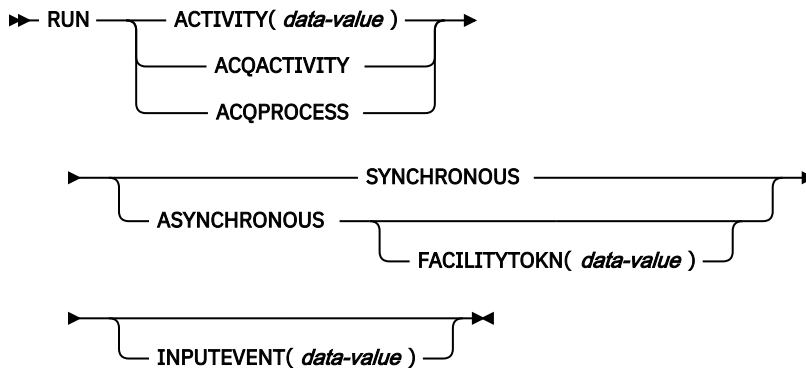 RUN ACTIVITY( data-value )
ACQACTIVITY
ACQPROCESS
SYNCHRONOUS
ASYNCHRONOUS
FACILITYTOKN( data-value )
INPUTEVENT( data-value )